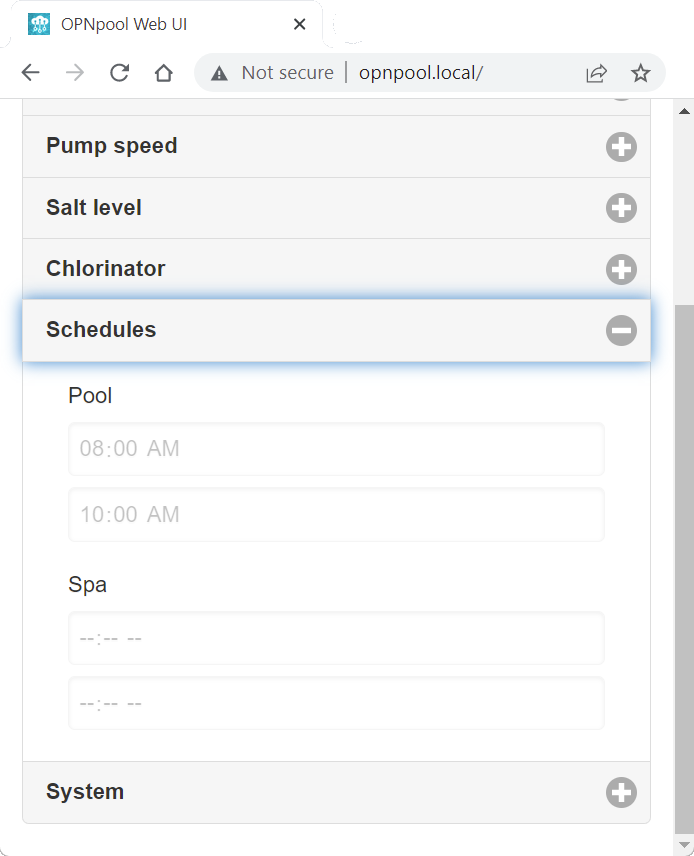 OPNpool Web UI
Not secure
opnpool.local/
Pump speed
Salt level
Chlorinator
Schedules
Pool
08:00 AM
10:00 AM
Spa
--:-- --
--:-- --
System